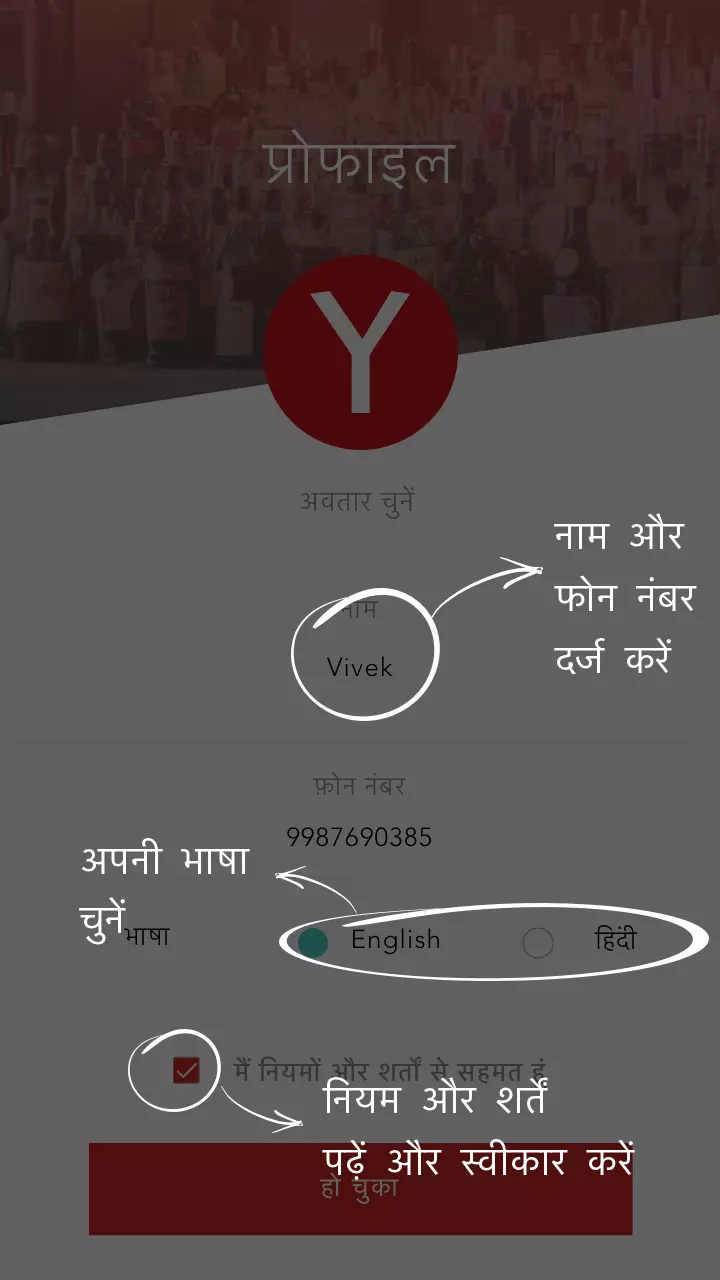 प्रोफाइल
Y
अवतार चुनें
नाम और
फोन नंबर
दर्ज करें
नाम
Vivek
फ़ोन नंबर
9987690385
अपनी भाषा
चुनें
भाषा
English
हिंदी
मैं नियमों और शर्तों से सहमत हं
नियम और शर्तें
पढ़ें और स्वीकार करें
हो चुका